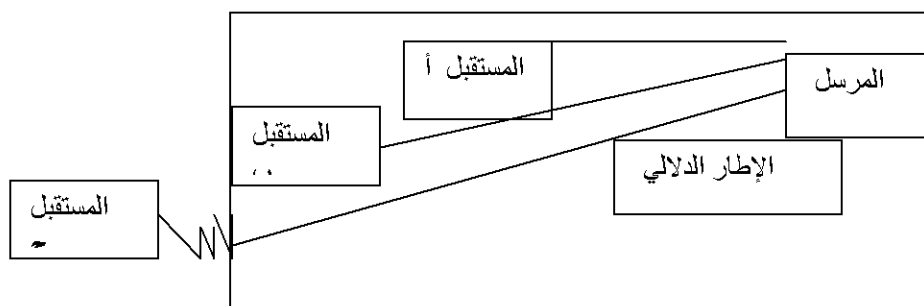 المستقبل أ
المرسل
المستقبل
الإطار الدلالي
المستقبل